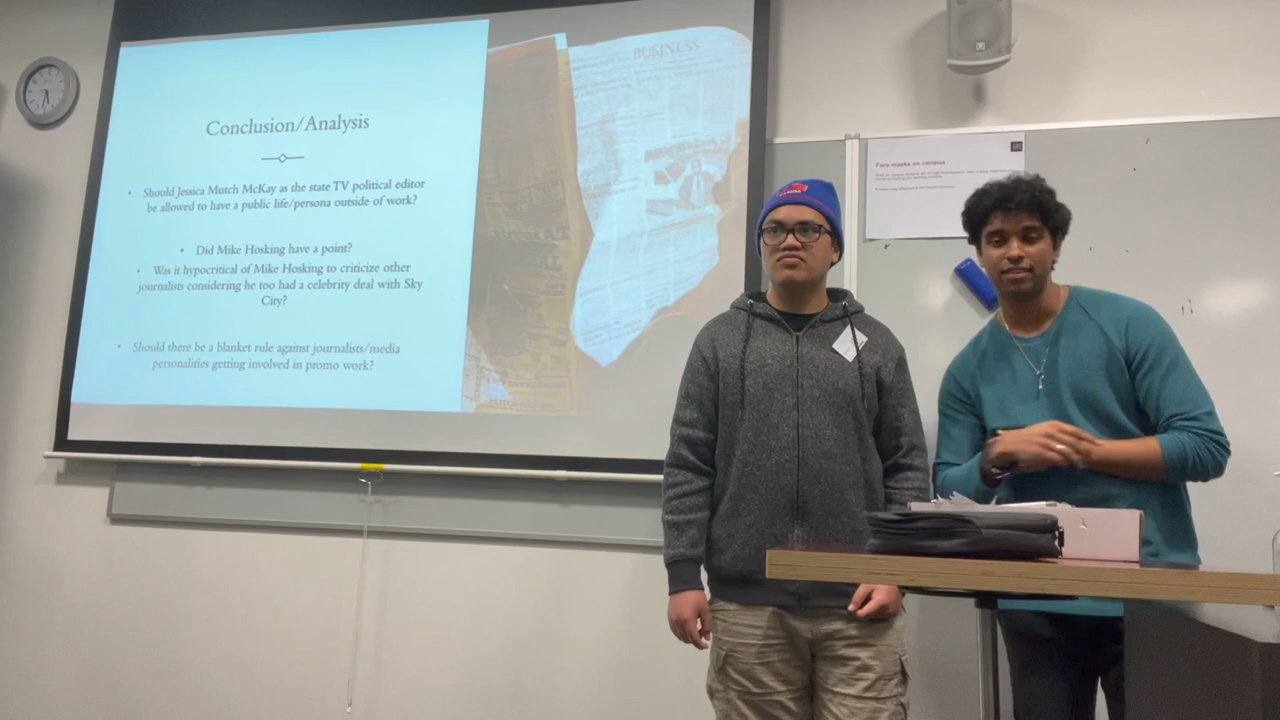 Conclusion/Analysis
• Should Jessica Mutch McKay as the state TV political editor
be allowed to have a public life/persona outside of work?
• Did Mike Hosking have a point?
• Was it hypocritical of Mike Hosking to criticize other
journalists considering he too had a celebrity deal with Sky
City?
• Should there be a blanket rule against journalists/media
personalities getting involved in promo work?
BUSINESS
Face masks on campus